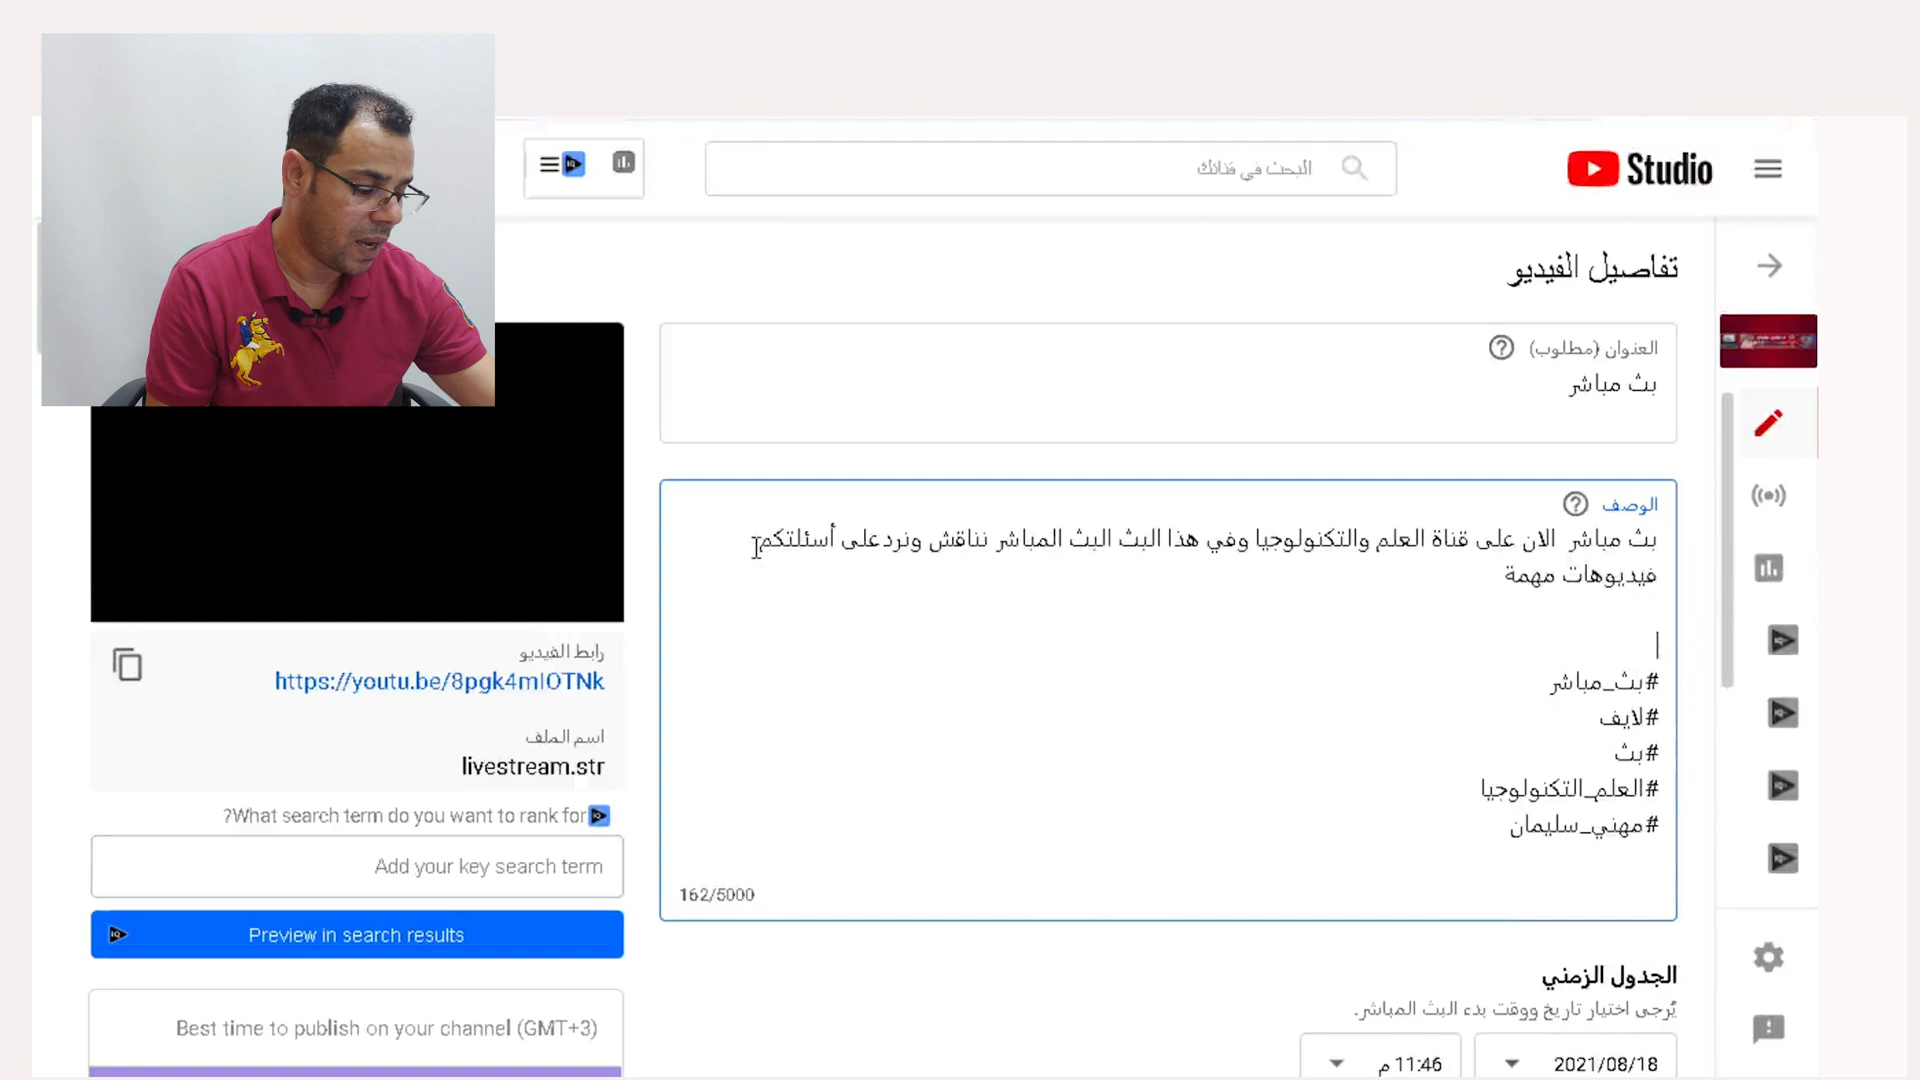 Studio
البحث في قناتك
تفاصيل الفيديو
العنوان (مطلوب)
بث مباشر
الوصف
بث مباشر الان على قناة العلم والتكنولوجيا وفي هذا البث البث المباشر نناقش ونردعلى أسئلتكم
فيديوهات مهمة
#بث_مباشر
#لايف
#بث
#العلم_التكنولوجيا
#مهني_سليمان
162/5000
الجدول الزمني
يُرجى اختيار تاريخ ووقت بدء البث المباشر.
2021/08/18
11:46 م
رابط الفيديو
https://youtu.be/8pgk4mIOTNk
اسم الملف
livestream.str
?What search term do you want to rank for
Add your key search term
Preview in search results
Best time to publish on your channel (GMT+3)